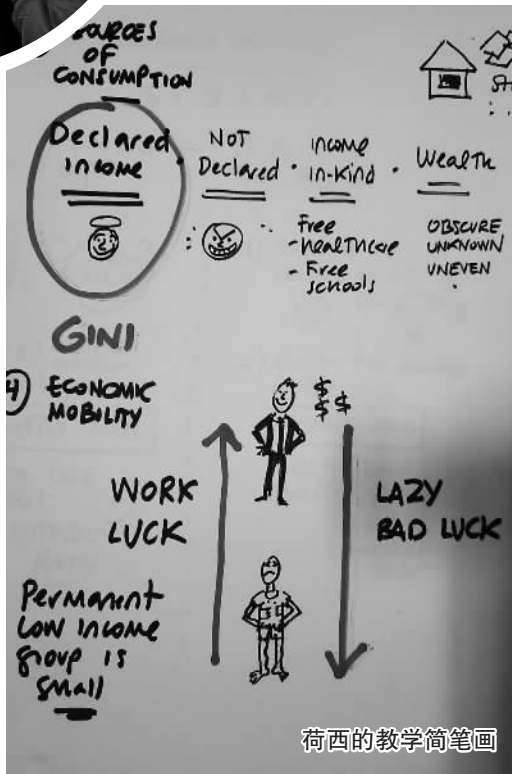 SOURCES
OF
CONSUMPTION
Declared
income
NOT
Declared
income
in-kind
Wealth
Free
- healthcare
- Free
schools
OBSCURE
UNKNOWN
UNEVEN
GINI
4 ECONOMIC
MOBILITY
$
$ $
WORK
LUCK
LAZY
BAD LUCK
Permanent
Low income
group is
small
荷西的教学简笔画